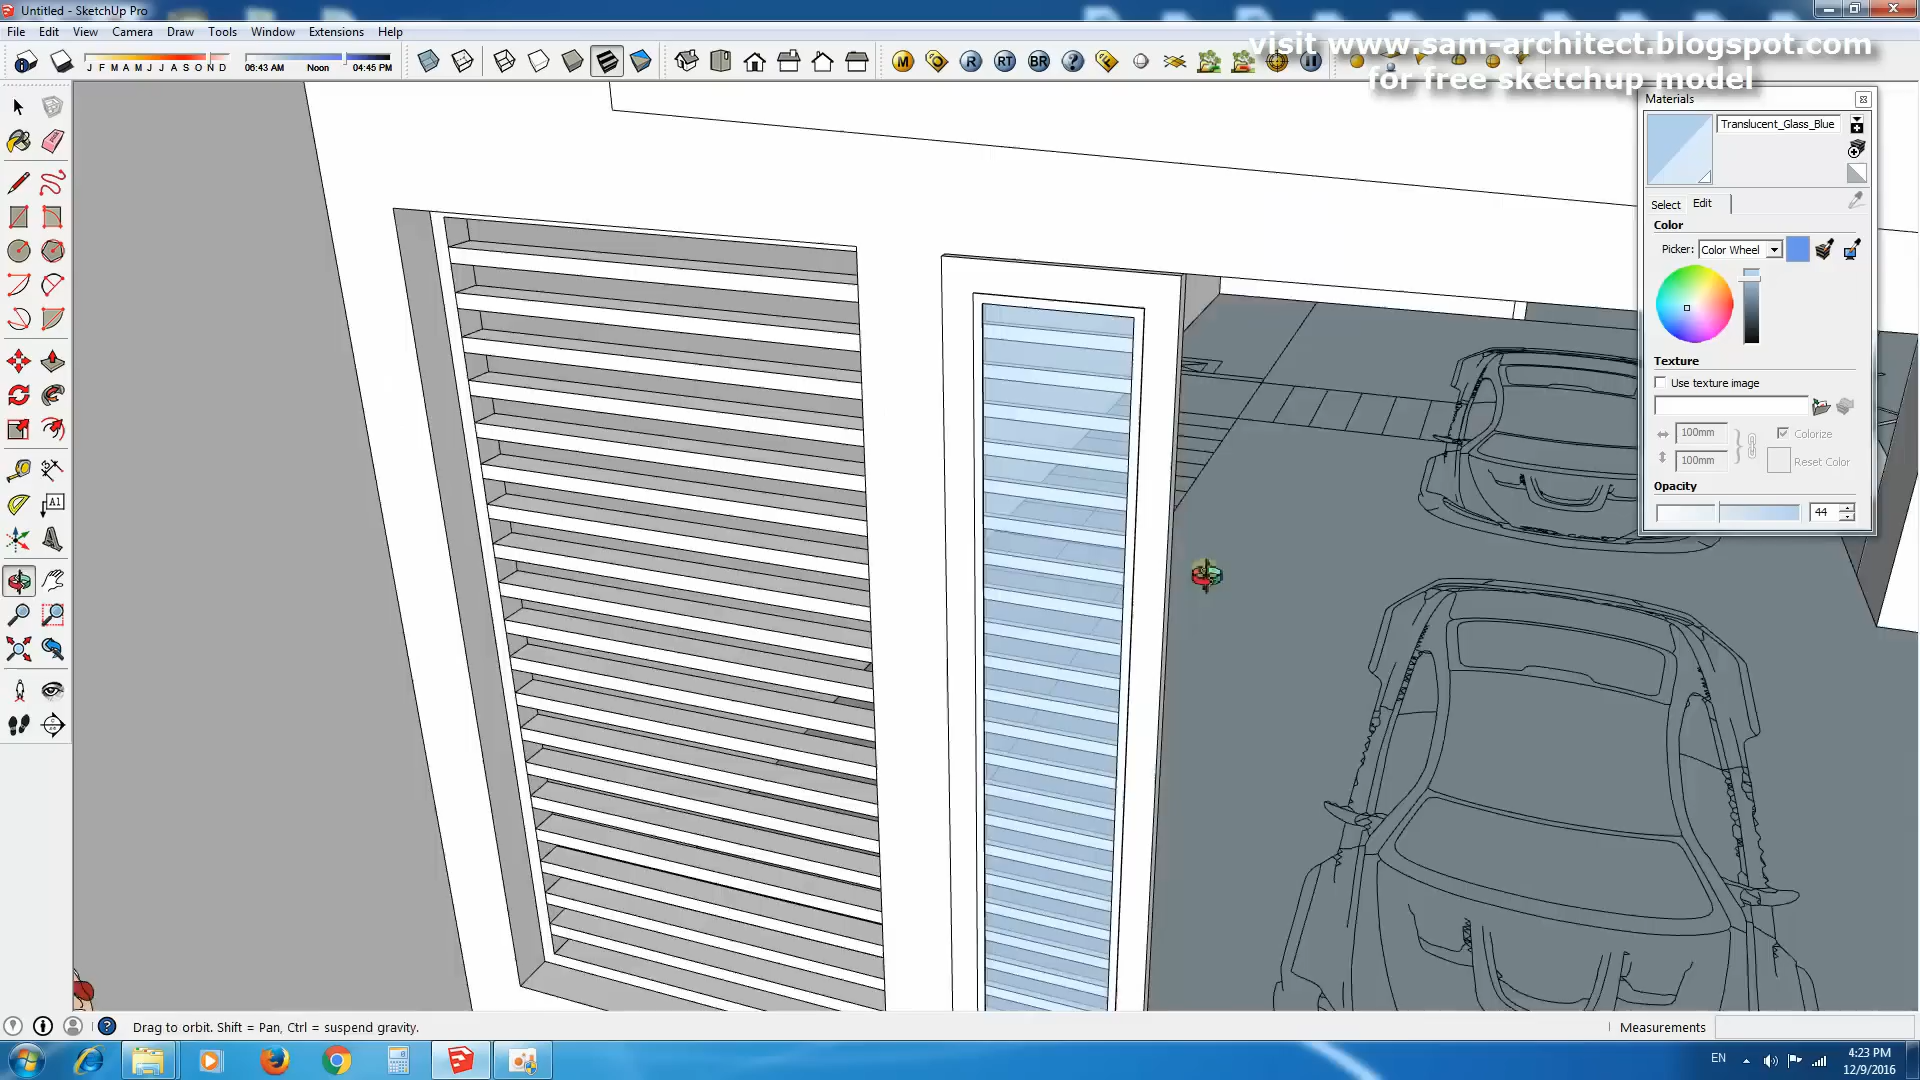 Untitled - SketchUp Pro
File Edit View Camera Draw Tools Window Extensions Help
J F M A M J J A S O N D
06:43 AM Noon 04:45 PM
M R RT BR ?
visit www.sam-architect.blogspot.com
for free sketchup model
Materials
Translucent_Glass_Blue
Select Edit
Color
Picker: Color Wheel
Texture
Use texture image
100mm Colorize
100mm Reset Color
Opacity
44
A1
Drag to orbit. Shift = Pan, Ctrl = suspend gravity.
Measurements
EN
4:23 PM
12/9/2016